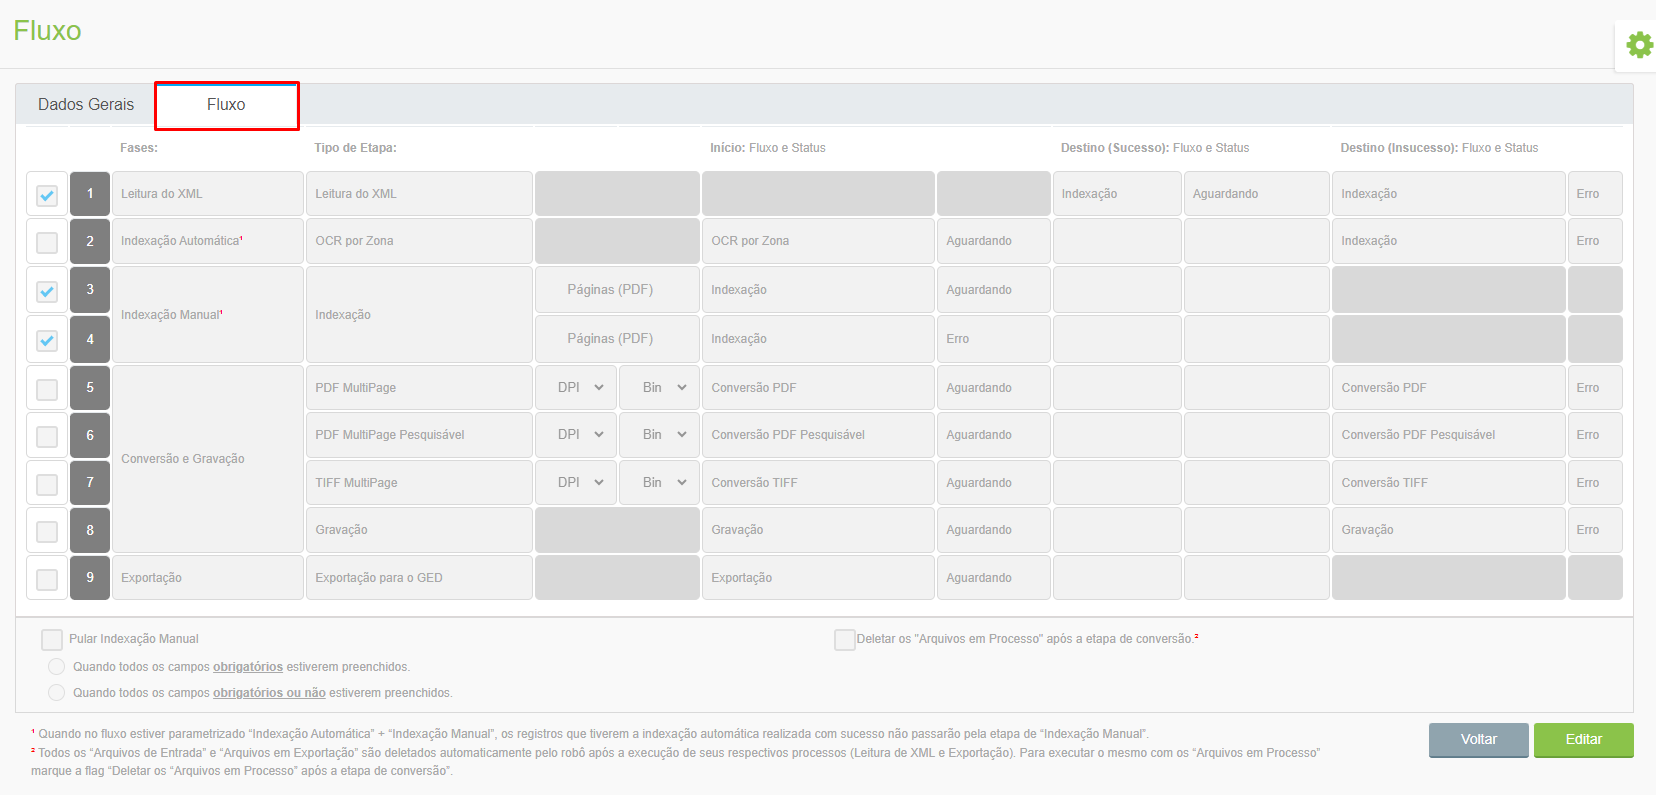 Fluxo
Dados Gerais Fluxo
Fases: Tipo de Etapa: Início: Fluxo e Status Destino (Sucesso): Fluxo e Status Destino (Insucesso): Fluxo e Status
1 Leitura do XML Leitura do XML Indexação Aguardando Indexação Erro
2 Indexação Automática¹ OCR por Zona OCR por Zona Aguardando Indexação Erro
3 Páginas (PDF) Indexação Aguardando
Indexação Manual¹ Indexação
4 Páginas (PDF) Indexação Erro
5 PDF MultiPage DPI Bin Conversão PDF Aguardando Conversão PDF Erro
6 PDF MultiPage Pesquisável DPI Bin Conversão PDF Pesquisável Aguardando Conversão PDF Pesquisável Erro
Conversão e Gravação
7 TIFF MultiPage DPI Bin Conversão TIFF Aguardando Conversão TIFF Erro
8 Gravação Gravação Aguardando Gravação Erro
9 Exportação Exportação para o GED Exportação Aguardando
Pular Indexação Manual Deletar os "Arquivos em Processo" após a etapa de conversão.²
Quando todos os campos obrigatórios estiverem preenchidos.
Quando todos os campos obrigatórios ou não estiverem preenchidos.
¹ Quando no fluxo estiver parametrizado “Indexação Automática” + “Indexação Manual”, os registros que tiverem a indexação automática realizada com sucesso não passarão pela etapa de “Indexação Manual”.
² Todos os “Arquivos de Entrada” e “Arquivos em Exportação” são deletados automaticamente pelo robô após a execução de seus respectivos processos (Leitura de XML e Exportação). Para executar o mesmo com os “Arquivos em Processo”
marque a flag “Deletar os “Arquivos em Processo” após a etapa de conversão”.
Voltar Editar